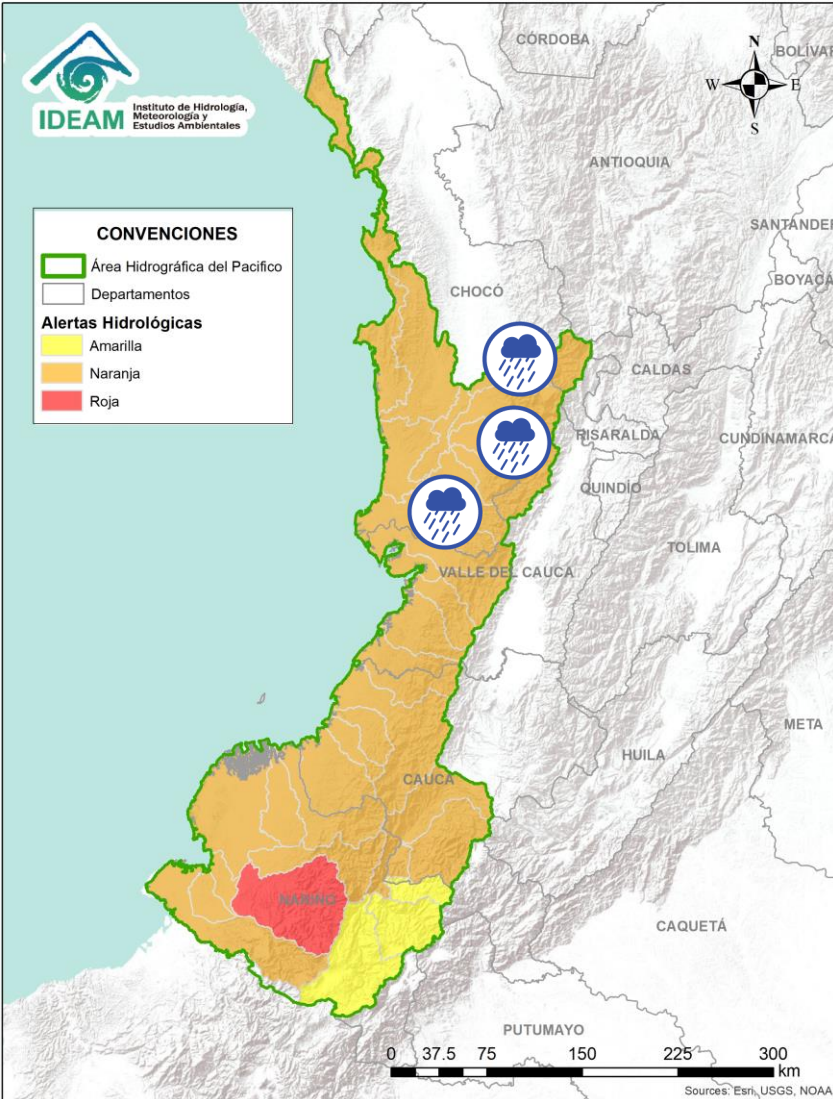 IDEAM
Instituto de Hidrología,
Meteorología y
Estudios Ambientales
CÓRDOBA
BOLÍVAR
N
W
E
S
ANTIOQUIA
SANTANDER
BOYACÁ
CONVENCIONES
Área Hidrográfica del Pacifico
Departamentos
Alertas Hidrológicas
Amarilla
Naranja
Roja
CHOCÓ
CALDAS
RISARALDA
CUNDINAMARCA
QUINDÍO
TOLIMA
VALLE DEL CAUCA
META
HUILA
CAUCA
NARIÑO
CAQUETÁ
PUTUMAYO
0 37.5 75 150 225 300
km
Sources: Esri, USGS, NOAA